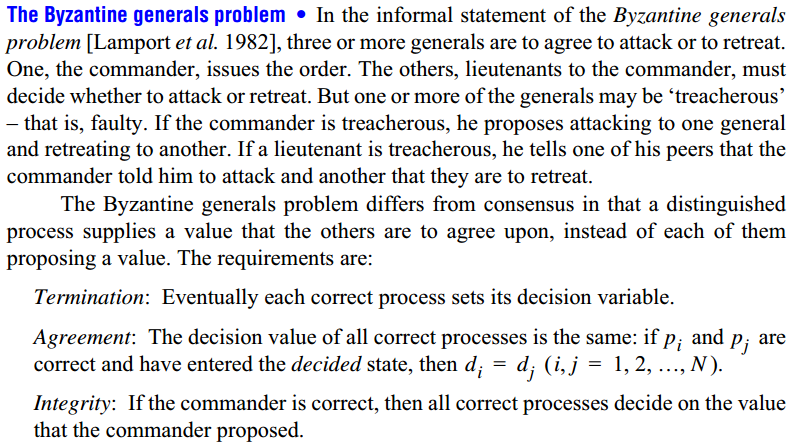 The Byzantine generals problem • In the informal statement of the Byzantine generals
problem [Lamport et al. 1982], three or more generals are to agree to attack or to retreat.
One, the commander, issues the order. The others, lieutenants to the commander, must
decide whether to attack or retreat. But one or more of the generals may be ‘treacherous’
– that is, faulty. If the commander is treacherous, he proposes attacking to one general
and retreating to another. If a lieutenant is treacherous, he tells one of his peers that the
commander told him to attack and another that they are to retreat.
The Byzantine generals problem differs from consensus in that a distinguished
process supplies a value that the others are to agree upon, instead of each of them
proposing a value. The requirements are:
Termination: Eventually each correct process sets its decision variable.
Agreement: The decision value of all correct processes is the same: if p_i and p_j are
correct and have entered the decided state, then d_i = d_j (i, j = 1, 2, ..., N).
Integrity: If the commander is correct, then all correct processes decide on the value
that the commander proposed.